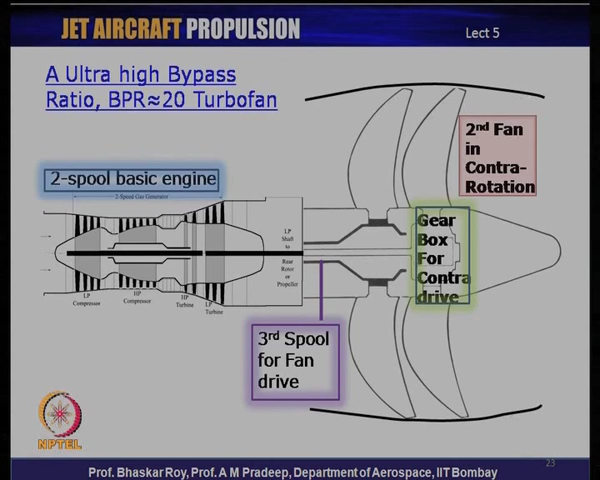 JET AIRCRAFT PROPULSION
Lect 5
A Ultra high Bypass
Ratio, BPR≈20 Turbofan
2nd Fan
in
Contra-
Rotation
2-spool basic engine
2-Speed Gas Generator
LP
Shaft
to
Rear
Rotor
or
Propeller
Gear
Box
For
Contra
drive
LP
Compressor
HP
Compressor
HP
Turbine
LP
Turbine
3rd Spool
for Fan
drive
NPTEL
23
Prof. Bhaskar Roy, Prof. A M Pradeep, Department of Aerospace, IIT Bombay